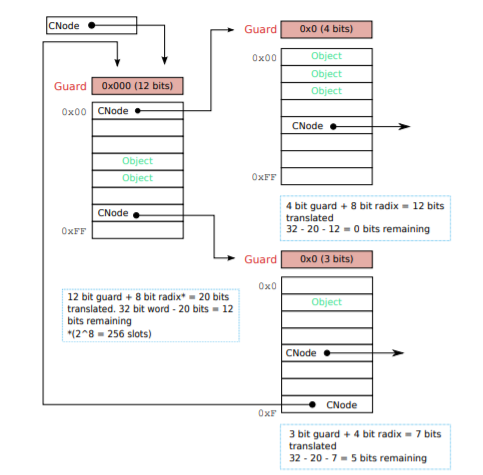 CNode
Guard
0x000 (12 bits)
0x00
CNode
Object
Object
CNode
0xFF
12 bit guard + 8 bit radix* = 20 bits
translated. 32 bit word - 20 bits = 12
bits remaining
*(2^8 = 256 slots)
Guard
0x0 (4 bits)
0x00
Object
Object
Object
CNode
0xFF
4 bit guard + 8 bit radix = 12 bits
translated
32 - 20 - 12 = 0 bits remaining
Guard
0x0 (3 bits)
0x0
Object
CNode
CNode
0xF
3 bit guard + 4 bit radix = 7 bits
translated
32 - 20 - 7 = 5 bits remaining